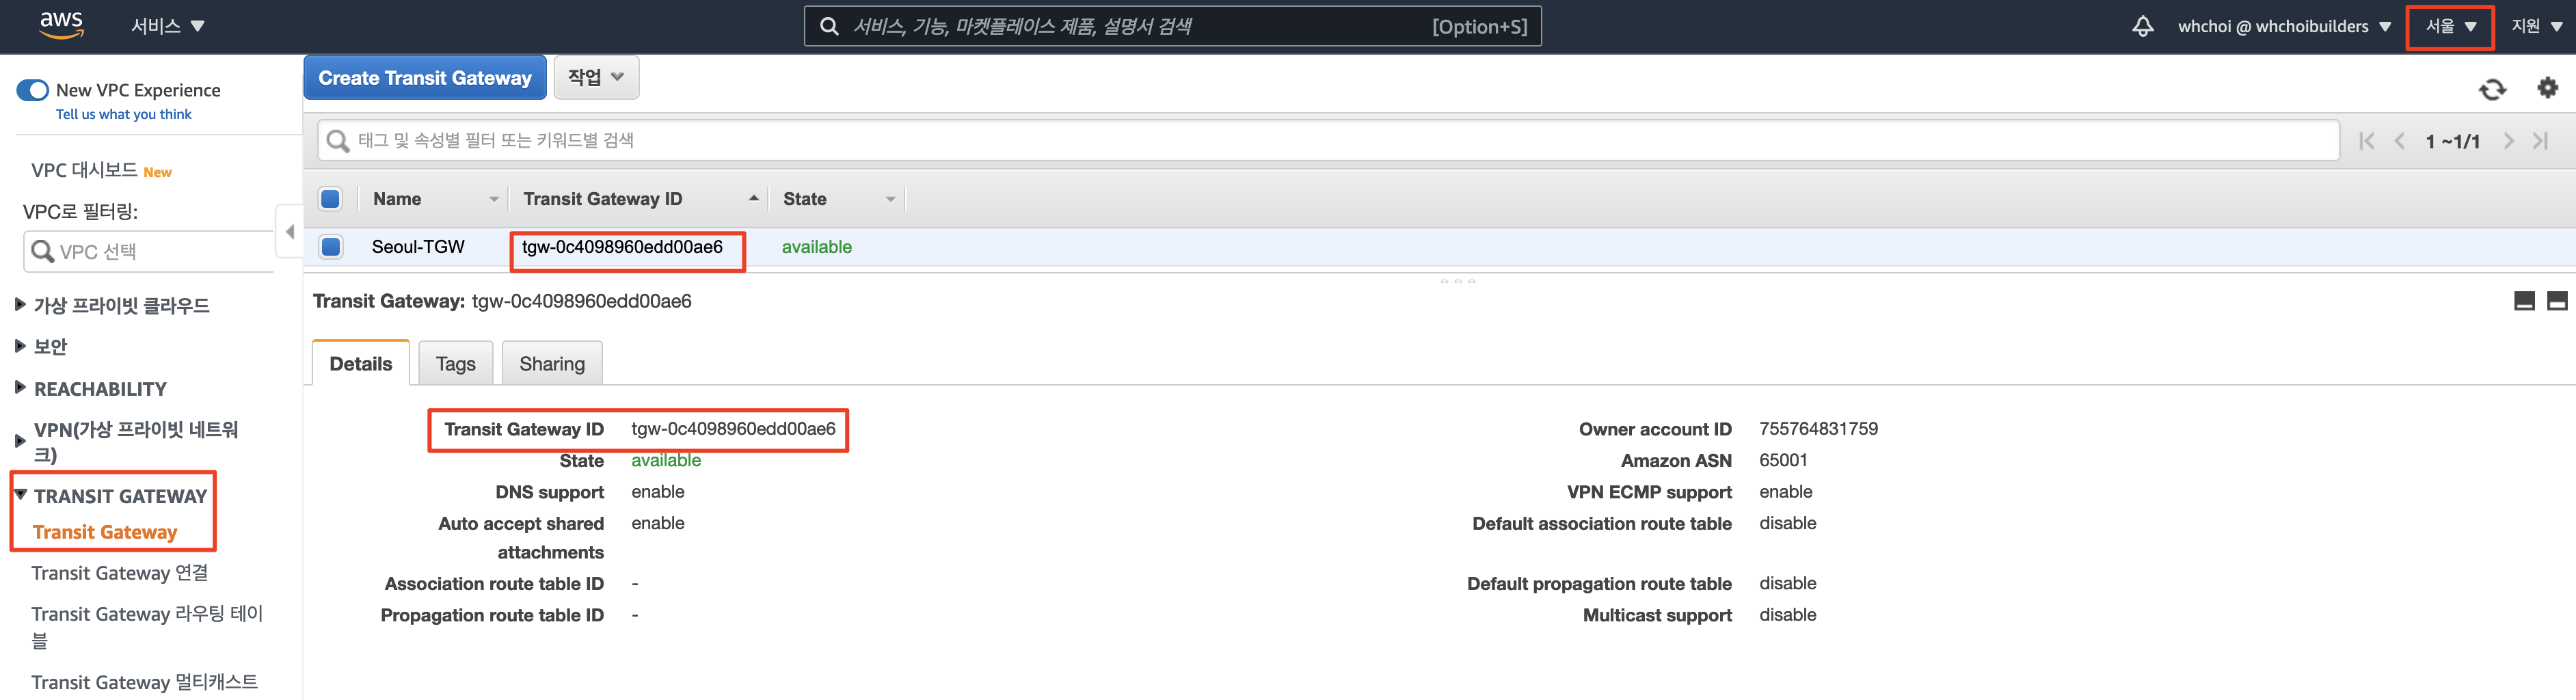 aws 서비스 서비스, 기능, 마켓플레이스 제품, 설명서 검색 [Option+S] whchoi @ whchoibuilders 서울 지원
New VPC Experience
Tell us what you think
VPC 대시보드 New
VPC로 필터링:
VPC 선택
가상 프라이빗 클라우드
보안
REACHABILITY
VPN(가상 프라이빗 네트워
크)
TRANSIT GATEWAY
Transit Gateway
Transit Gateway 연결
Transit Gateway 라우팅 테이
블
Transit Gateway 멀티캐스트
Create Transit Gateway 작업
태그 및 속성별 필터 또는 키워드별 검색 1 ~1/1
Name Transit Gateway ID State
Seoul-TGW tgw-0c4098960edd00ae6 available
Transit Gateway: tgw-0c4098960edd00ae6
Details Tags Sharing
Transit Gateway ID tgw-0c4098960edd00ae6
State available
DNS support enable
Auto accept shared enable
attachments
Association route table ID -
Propagation route table ID -
Owner account ID 755764831759
Amazon ASN 65001
VPN ECMP support enable
Default association route table disable
Default propagation route table disable
Multicast support disable